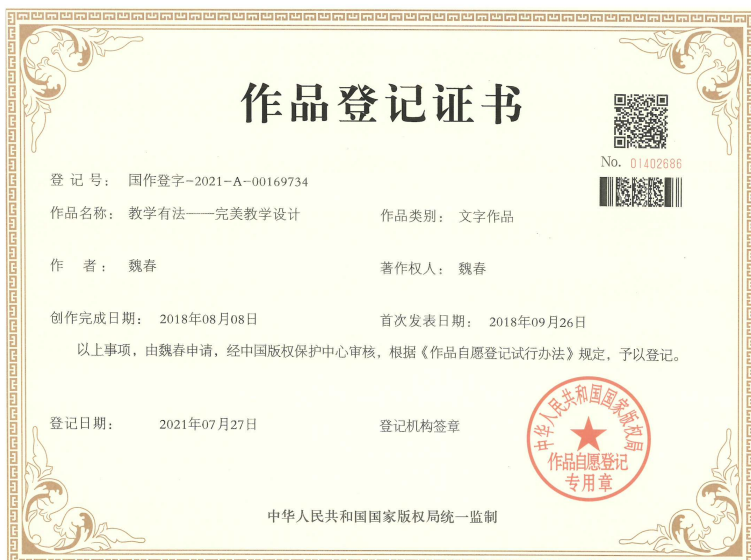 作品登记证书
No. 01402686
登 记 号： 国作登字-2021-A-00169734
作品名称： 教学有法——完美教学设计
作品类别： 文字作品
作 者： 魏春
著作权人： 魏春
创作完成日期： 2018年08月08日
首次发表日期： 2018年09月26日
以上事项，由魏春申请，经中国版权保护中心审核，根据《作品自愿登记试行办法》规定，予以登记。
登记日期： 2021年07月27日
登记机构签章
中华人民共和国国家版权局
作品自愿登记
专用章
中华人民共和国国家版权局统一监制